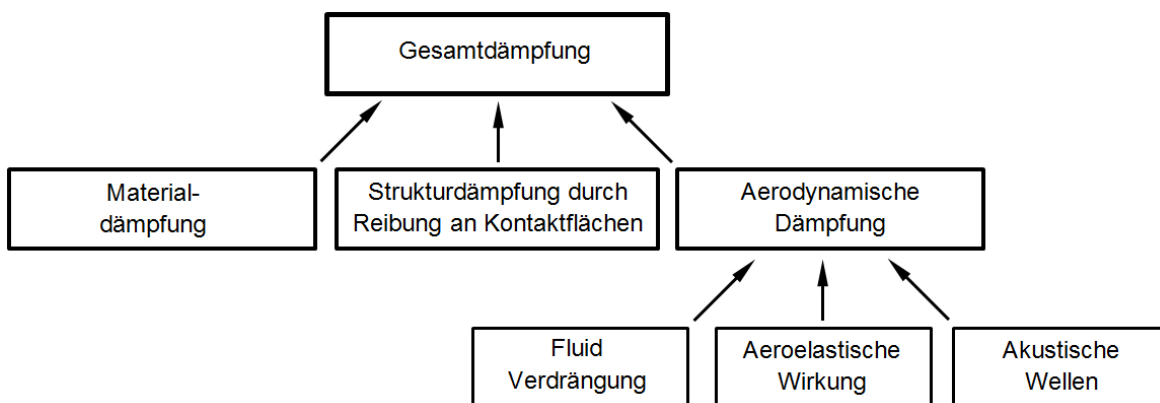 Gesamtdämpfung
Material-
dämpfung
Strukturdämpfung durch
Reibung an Kontaktflächen
Aerodynamische
Dämpfung
Fluid
Verdrängung
Aeroelastische
Wirkung
Akustische
Wellen